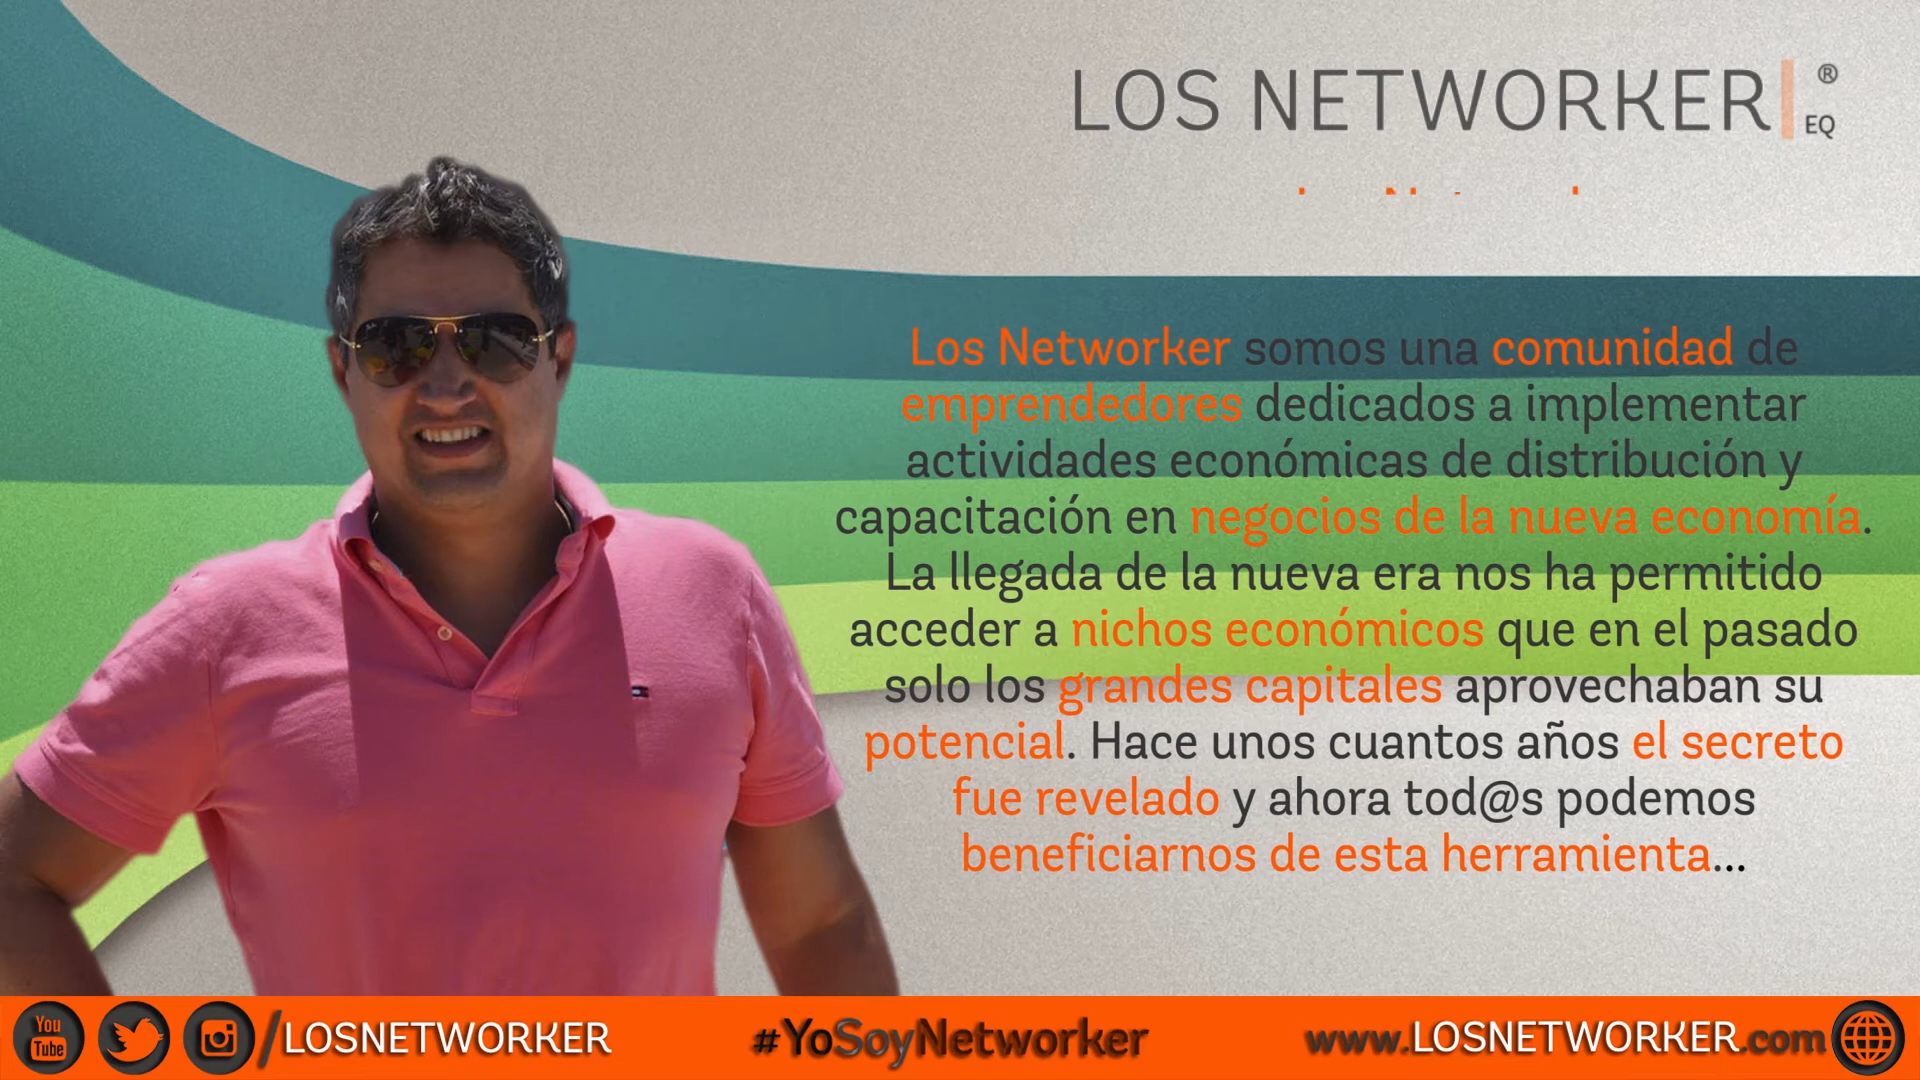 LOS NETWORKER ®
EQ
Los Networker somos una comunidad de
emprendedores dedicados a implementar
actividades económicas de distribución y
capacitación en negocios de la nueva economía.
La llegada de la nueva era nos ha permitido
acceder a nichos económicos que en el pasado
solo los grandes capitales aprovechaban su
potencial. Hace unos cuantos años el secreto
fue revelado y ahora tod@s podemos
beneficiarnos de esta herramienta...
You
Tube
/LOSNETWORKER
#YoSoyNetworker
www.LOSNETWORKER.com